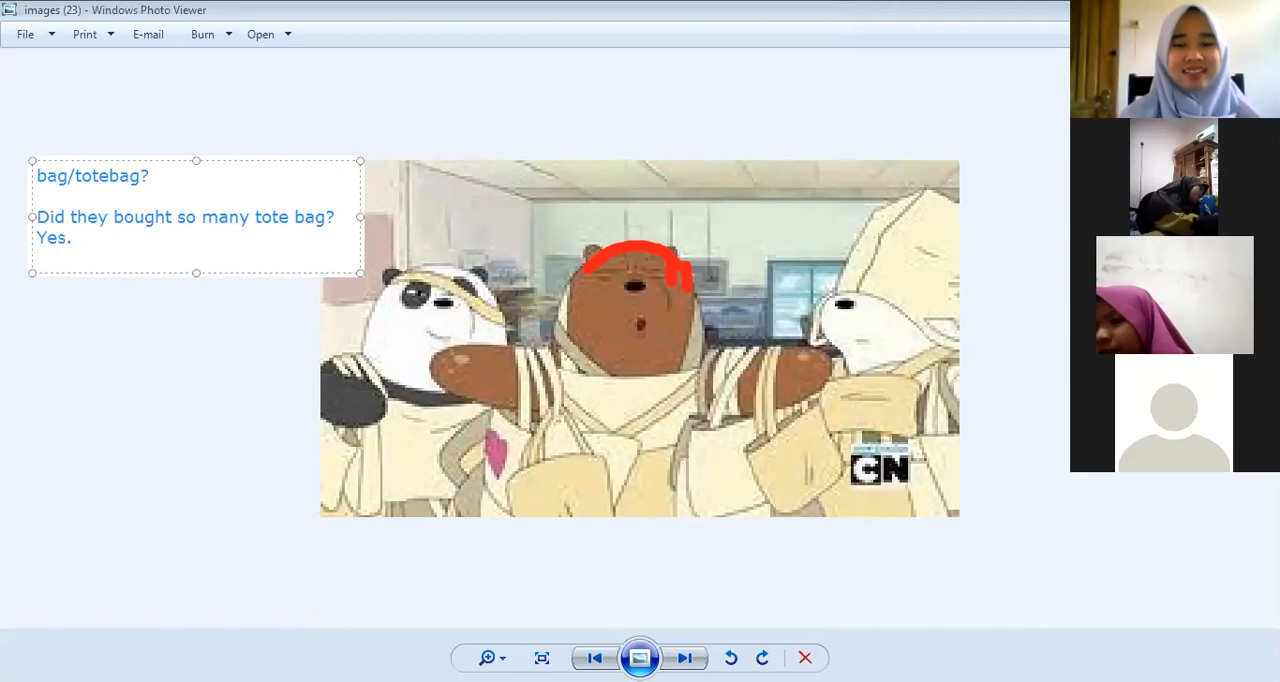 images (23) - Windows Photo Viewer
File Print E-mail Burn Open
bag/totebag?
Did they bought so many tote bag?
Yes.
CN